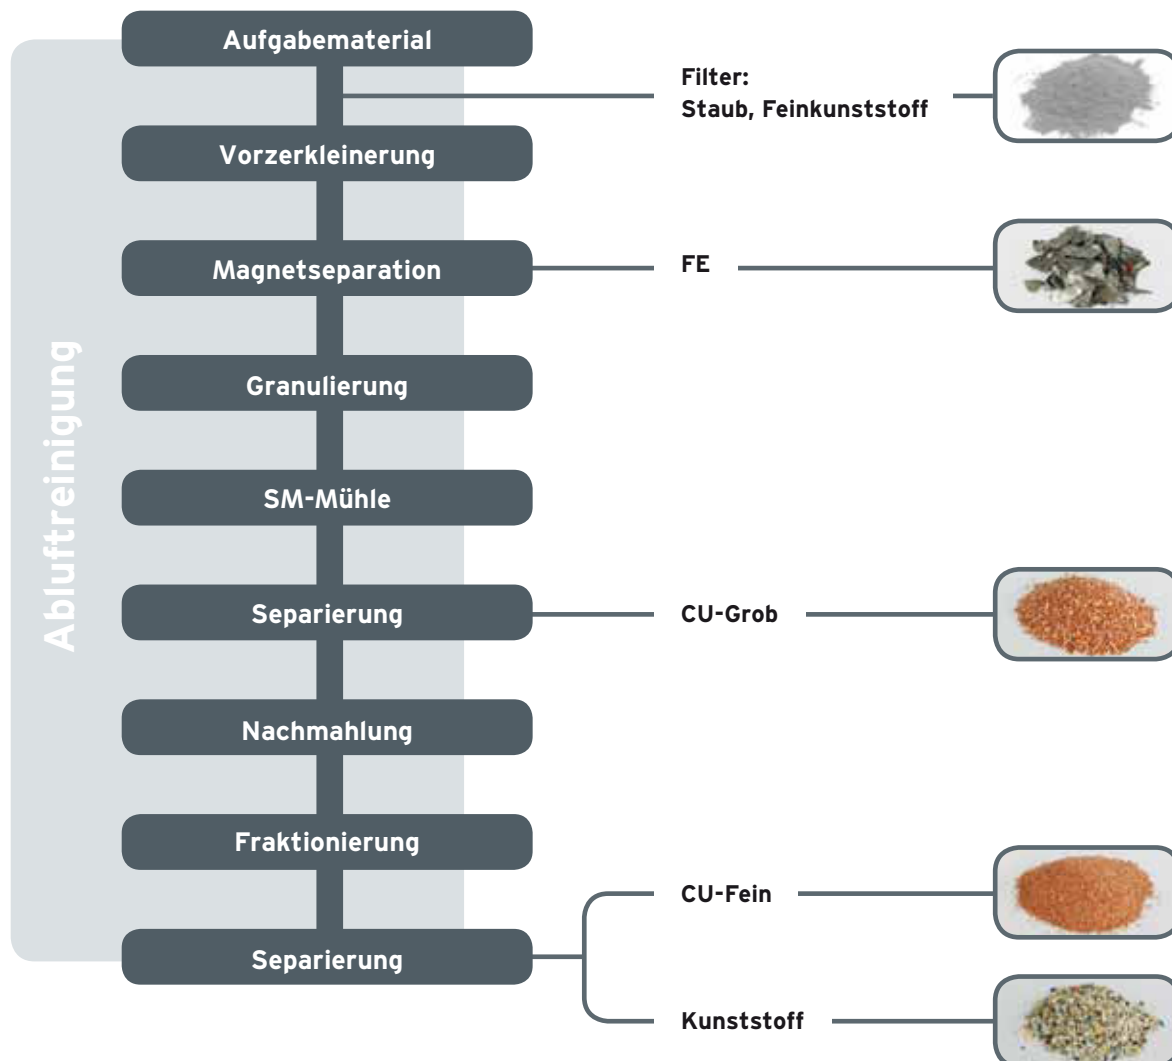 Abluftreinigung
Aufgabematerial
Filter:
Staub, Feinkunststoff
Vorzerkleinerung
Magnetseparation
FE
Granulierung
SM-Mühle
Separierung
CU-Grob
Nachmahlung
Fraktionierung
CU-Fein
Separierung
Kunststoff